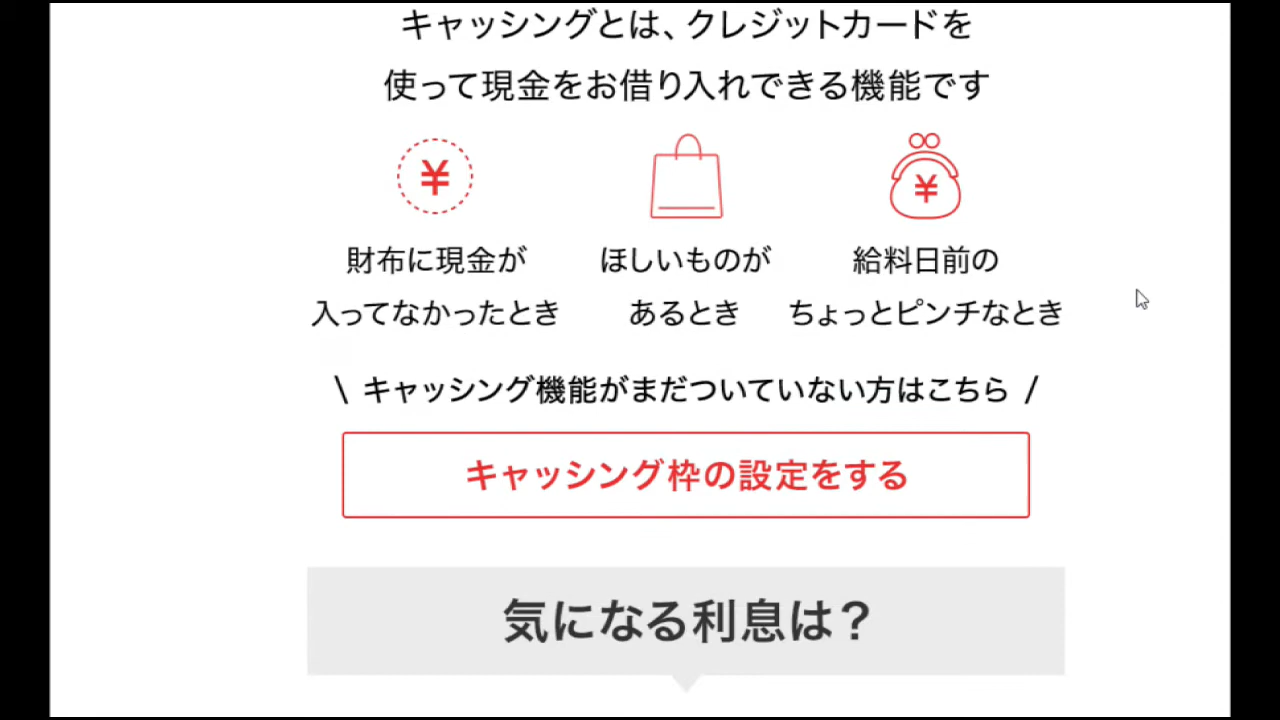 キャッシングとは、クレジットカードを
使って現金をお借り入れできる機能です
¥
¥
財布に現金が
入ってなかったとき
ほしいものが
あるとき
給料日前の
ちょっとピンチなとき
\ キャッシング機能がまだついていない方はこちら /
キャッシング枠の設定をする
気になる利息は？